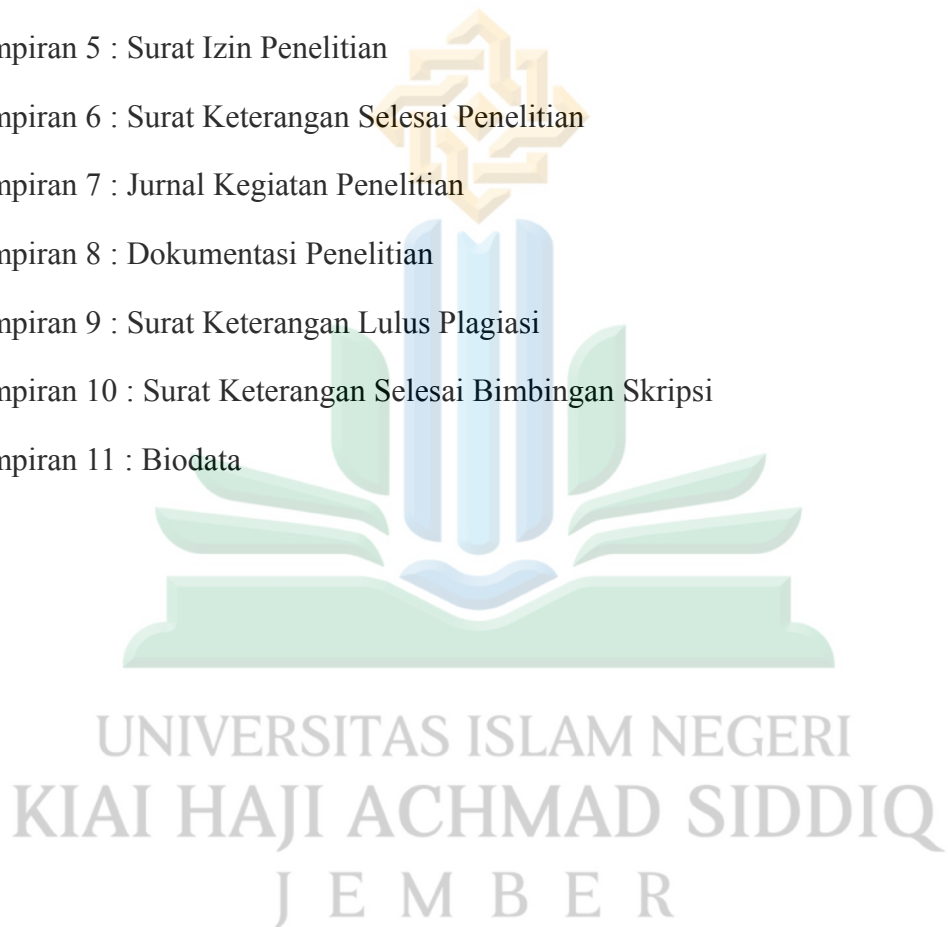 mpiran 5 : Surat Izin Penelitian
mpiran 6 : Surat Keterangan Selesai Penelitian
mpiran 7 : Jurnal Kegiatan Penelitian
mpiran 8 : Dokumentasi Penelitian
mpiran 9 : Surat Keterangan Lulus Plagiasi
mpiran 10 : Surat Keterangan Selesai Bimbingan Skripsi
mpiran 11 : Biodata
UNIVERSITAS ISLAM NEGERI
KIAI HAJI ACHMAD SIDDIQ
JEMBER